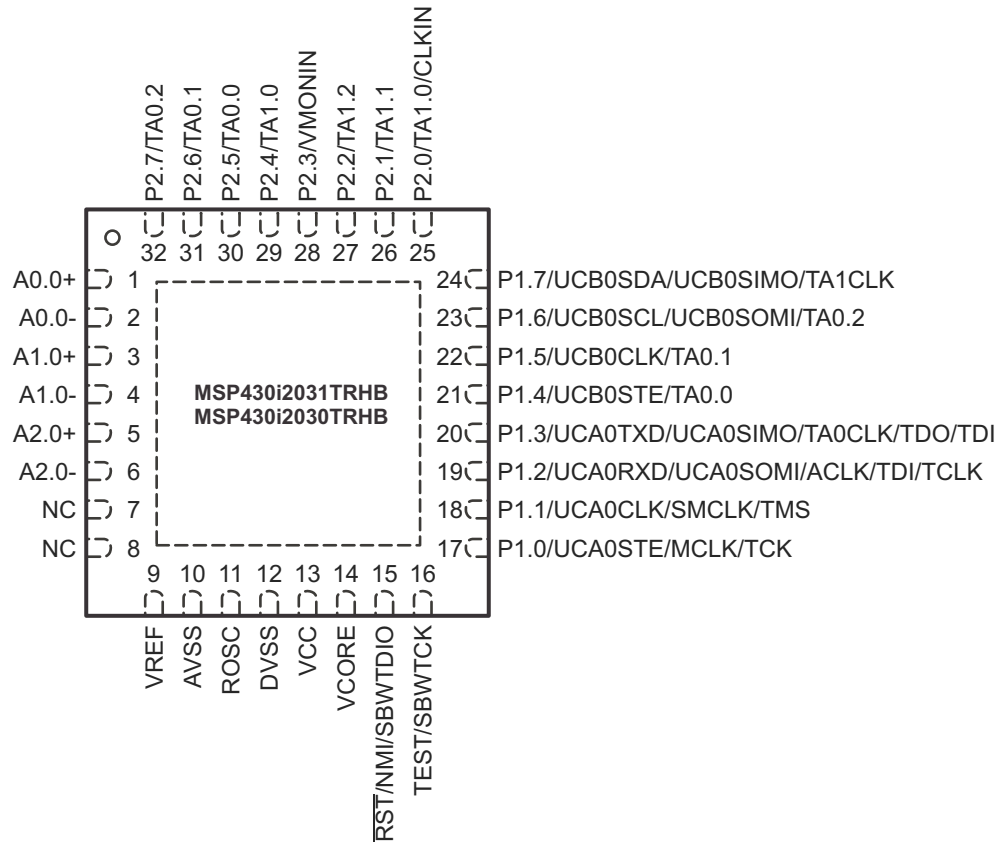 P2.7/TA0.2
P2.6/TA0.1
P2.5/TA0.0
P2.4/TA1.0
P2.3/VMONIN
P2.2/TA1.2
P2.1/TA1.1
P2.0/TA1.0/CLKIN
32 31 30 29 28 27 26 25
A0.0+ 1
A0.0- 2
A1.0+ 3
A1.0- 4
A2.0+ 5
A2.0- 6
NC 7
NC 8
MSP430i2031TRHB
MSP430i2030TRHB
24 P1.7/UCB0SDA/UCB0SIMO/TA1CLK
23 P1.6/UCB0SCL/UCB0SOMI/TA0.2
22 P1.5/UCB0CLK/TA0.1
21 P1.4/UCB0STE/TA0.0
20 P1.3/UCA0TXD/UCA0SIMO/TA0CLK/TDO/TDI
19 P1.2/UCA0RXD/UCA0SOMI/ACLK/TDI/TCLK
18 P1.1/UCA0CLK/SMCLK/TMS
17 P1.0/UCA0STE/MCLK/TCK
9 10 11 12 13 14 15 16
VREF
AVSS
ROSC
DVSS
VCC
VCORE
RST/NMI/SBWTDIO
TEST/SBWTCK